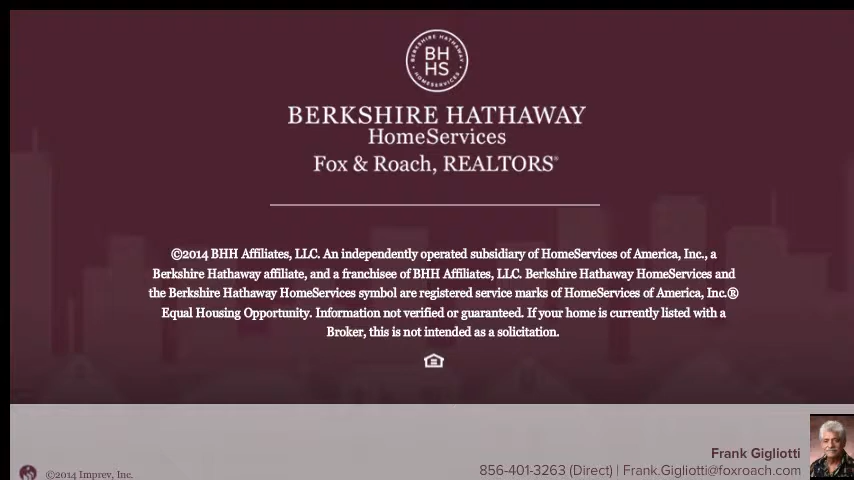 BERKSHIRE HATHAWAY
BH
HS
HOMESERVICES
BERKSHIRE HATHAWAY
HomeServices
Fox & Roach, REALTORS®
©2014 BHH Affiliates, LLC. An independently operated subsidiary of HomeServices of America, Inc., a
Berkshire Hathaway affiliate, and a franchisee of BHH Affiliates, LLC. Berkshire Hathaway HomeServices and
the Berkshire Hathaway HomeServices symbol are registered service marks of HomeServices of America, Inc.®
Equal Housing Opportunity. Information not verified or guaranteed. If your home is currently listed with a
Broker, this is not intended as a solicitation.
Frank Gigliotti
856-401-3263 (Direct) | Frank.Gigliotti@foxroach.com
©2014 Imprev, Inc.